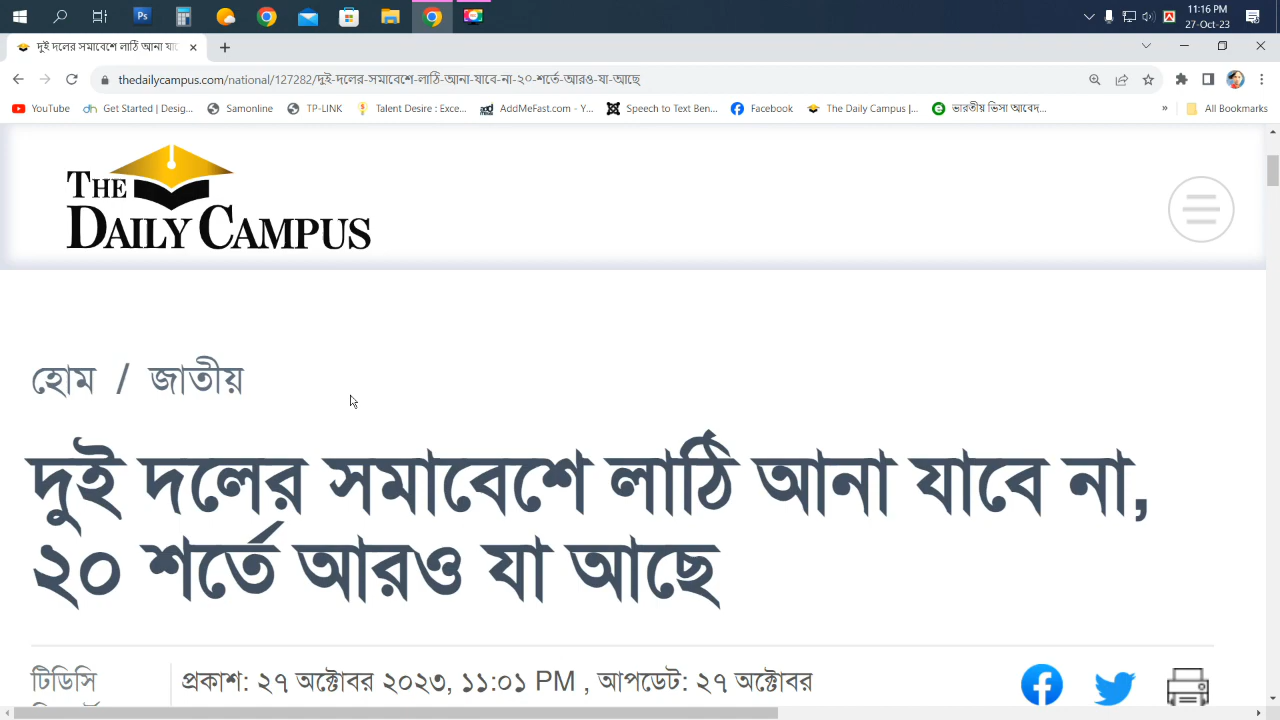 Ps
11:16 PM
27-Oct-23
দুই দলের সমাবেশে লাঠি আনা যাবে
thedailycampus.com/national/127282/দুই-দলের-সমাবেশে-লাঠি-আনা-যাবে-না-২০-শর্তে-আরও-যা-আছে
YouTube
Get Started | Desig...
Samonline
TP-LINK
Talent Desire : Exce...
AddMeFast.com - Y...
Speech to Text Ben...
Facebook
The Daily Campus |...
ভারতীয় ভিসা আবেদ...
All Bookmarks
THE
DAILY CAMPUS
হোম / জাতীয়
দুই দলের সমাবেশে লাঠি আনা যাবে না,
২০ শর্তে আরও যা আছে
টিডিসি
প্রকাশ: ২৭ অক্টোবর ২০২৩, ১১:০১ PM , আপডেট: ২৭ অক্টোবর